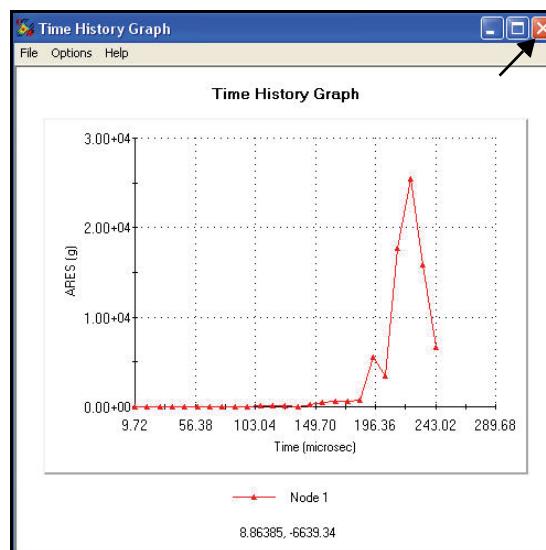 Time History Graph
File Options Help
Time History Graph
3.00+04
2.00+04
1.00+04
0.00+00
ARES (g)
9.72 56.38 103.04 149.70 196.36 243.02 289.68
Time (microsec)
Node 1
8.86385, -6639.34